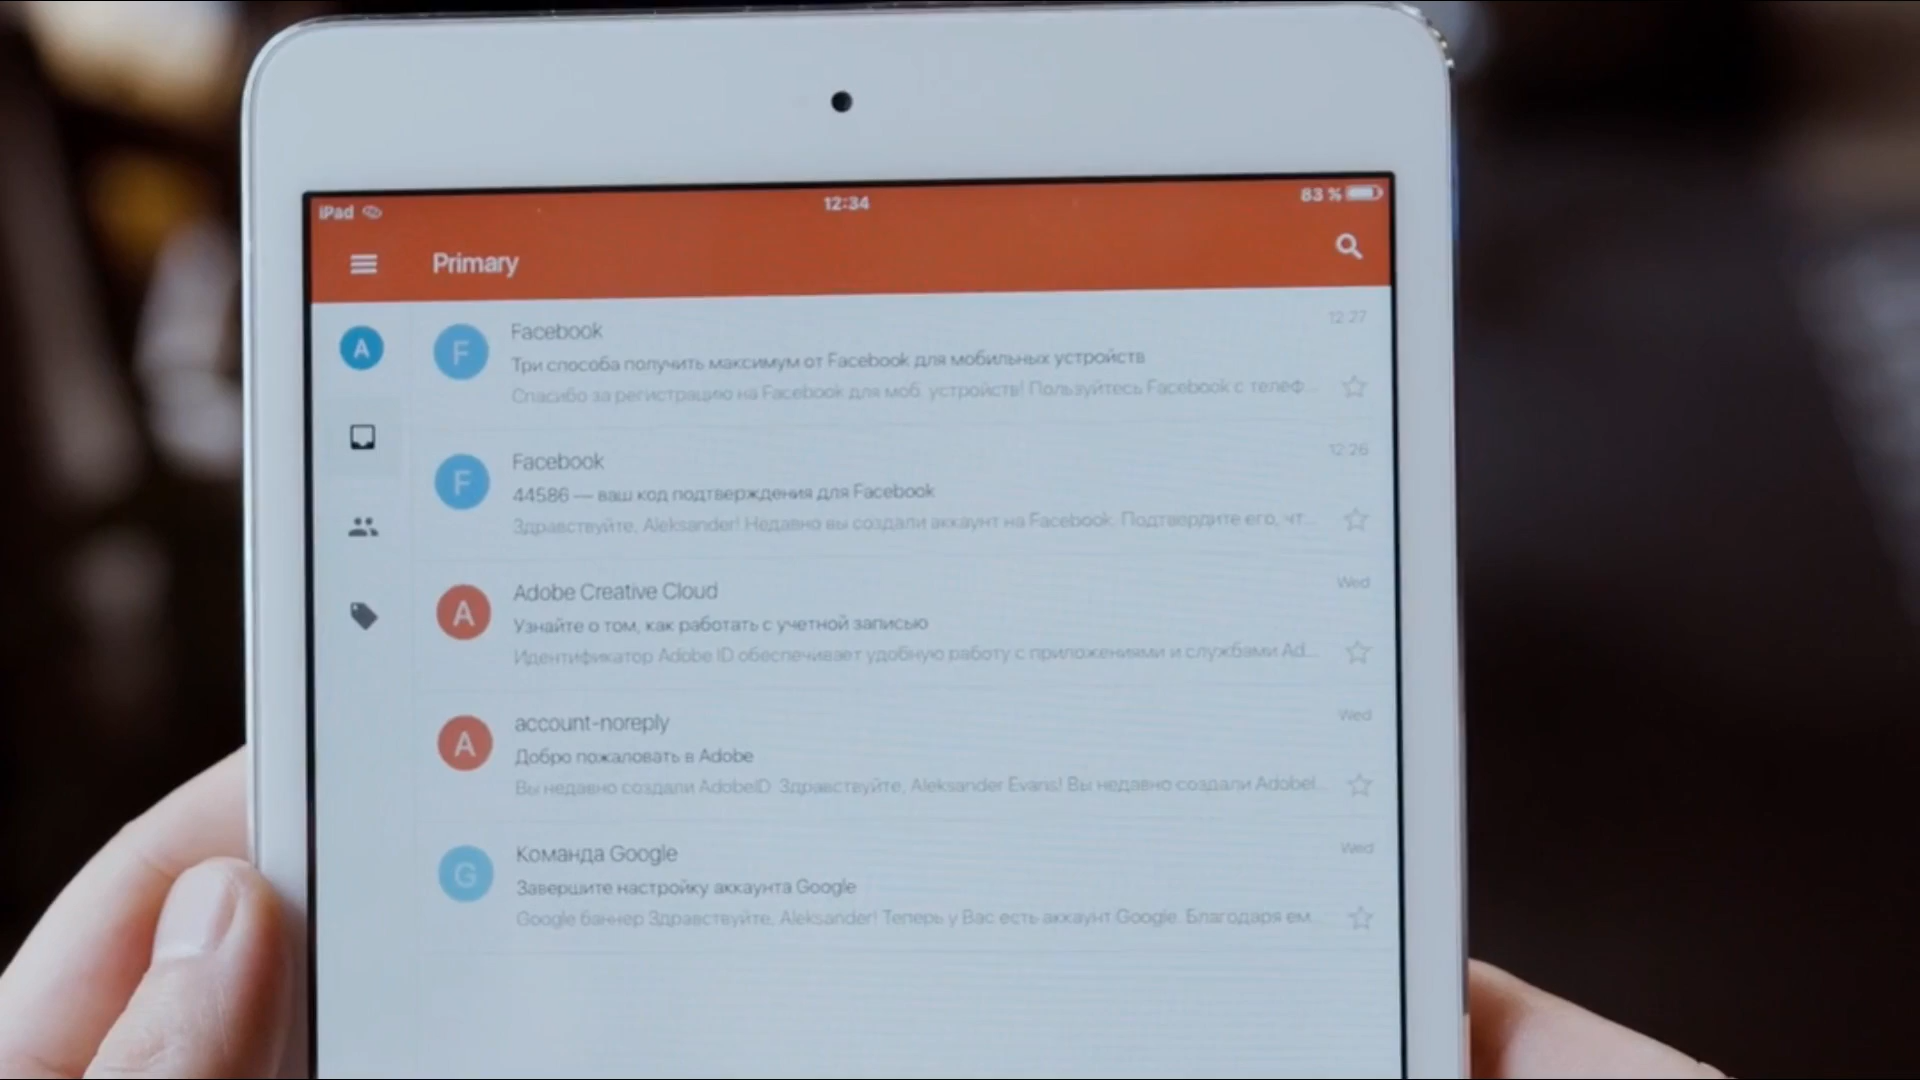 iPad 12:34 83 %
Primary
Facebook 12:27
Три способа получить максимум от Facebook для мобильных устройств
Спасибо за регистрацию на Facebook для моб. устройств! Пользуйтесь Facebook с телеф...
Facebook 12:26
44586 — ваш код подтверждения для Facebook
Здравствуйте, Aleksander! Недавно вы создали аккаунт на Facebook. Подтвердите его, чт...
Adobe Creative Cloud Wed
Узнайте о том, как работать с учетной записью
Идентификатор Adobe ID обеспечивает удобную работу с приложениями и службами Ad...
account-noreply Wed
Добро пожаловать в Adobe
Вы недавно создали AdobeID Здравствуйте, Aleksander Evans! Вы недавно создали AdobeI...
Команда Google Wed
Завершите настройку аккаунта Google
Google баннер Здравствуйте, Aleksander! Теперь у Вас есть аккаунт Google. Благодаря ем...
A
F
F
A
A
G